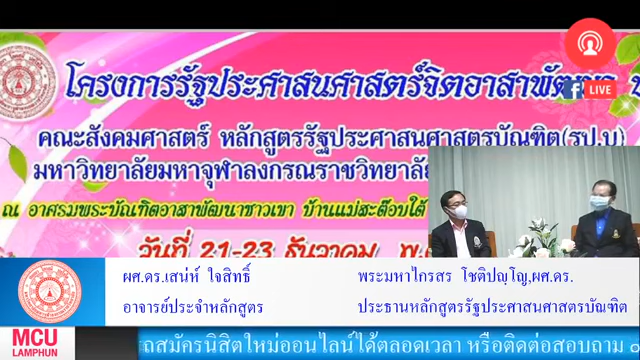 โครงการรัฐประศาสนศาสตร์จิตอาสาพัฒนา
LIVE
คณะสังคมศาสตร์ หลักสูตรรัฐประศาสนศาสตรบัณฑิต(รป.บ)
มหาวิทยาลัยมหาจุฬาลงกรณราชวิทยาลัย
ณ อาศรมพระบัณฑิตอาสาพัฒนาชาวเขา บ้านแม่สะต๊อบใต้
วันที่ 21-23 ธันวาคม
ผศ.ดร.เสน่ห์ ใจสิทธิ์
อาจารย์ประจำหลักสูตร
พระมหาไกรสร โชติปญฺโญ,ผศ.ดร.
ประธานหลักสูตรรัฐประศาสนศาสตรบัณฑิต
MCU
LAMPHUN
ถสมัครนิสิตใหม่ออนไลน์ได้ตลอดเวลา หรือติดต่อสอบถาม